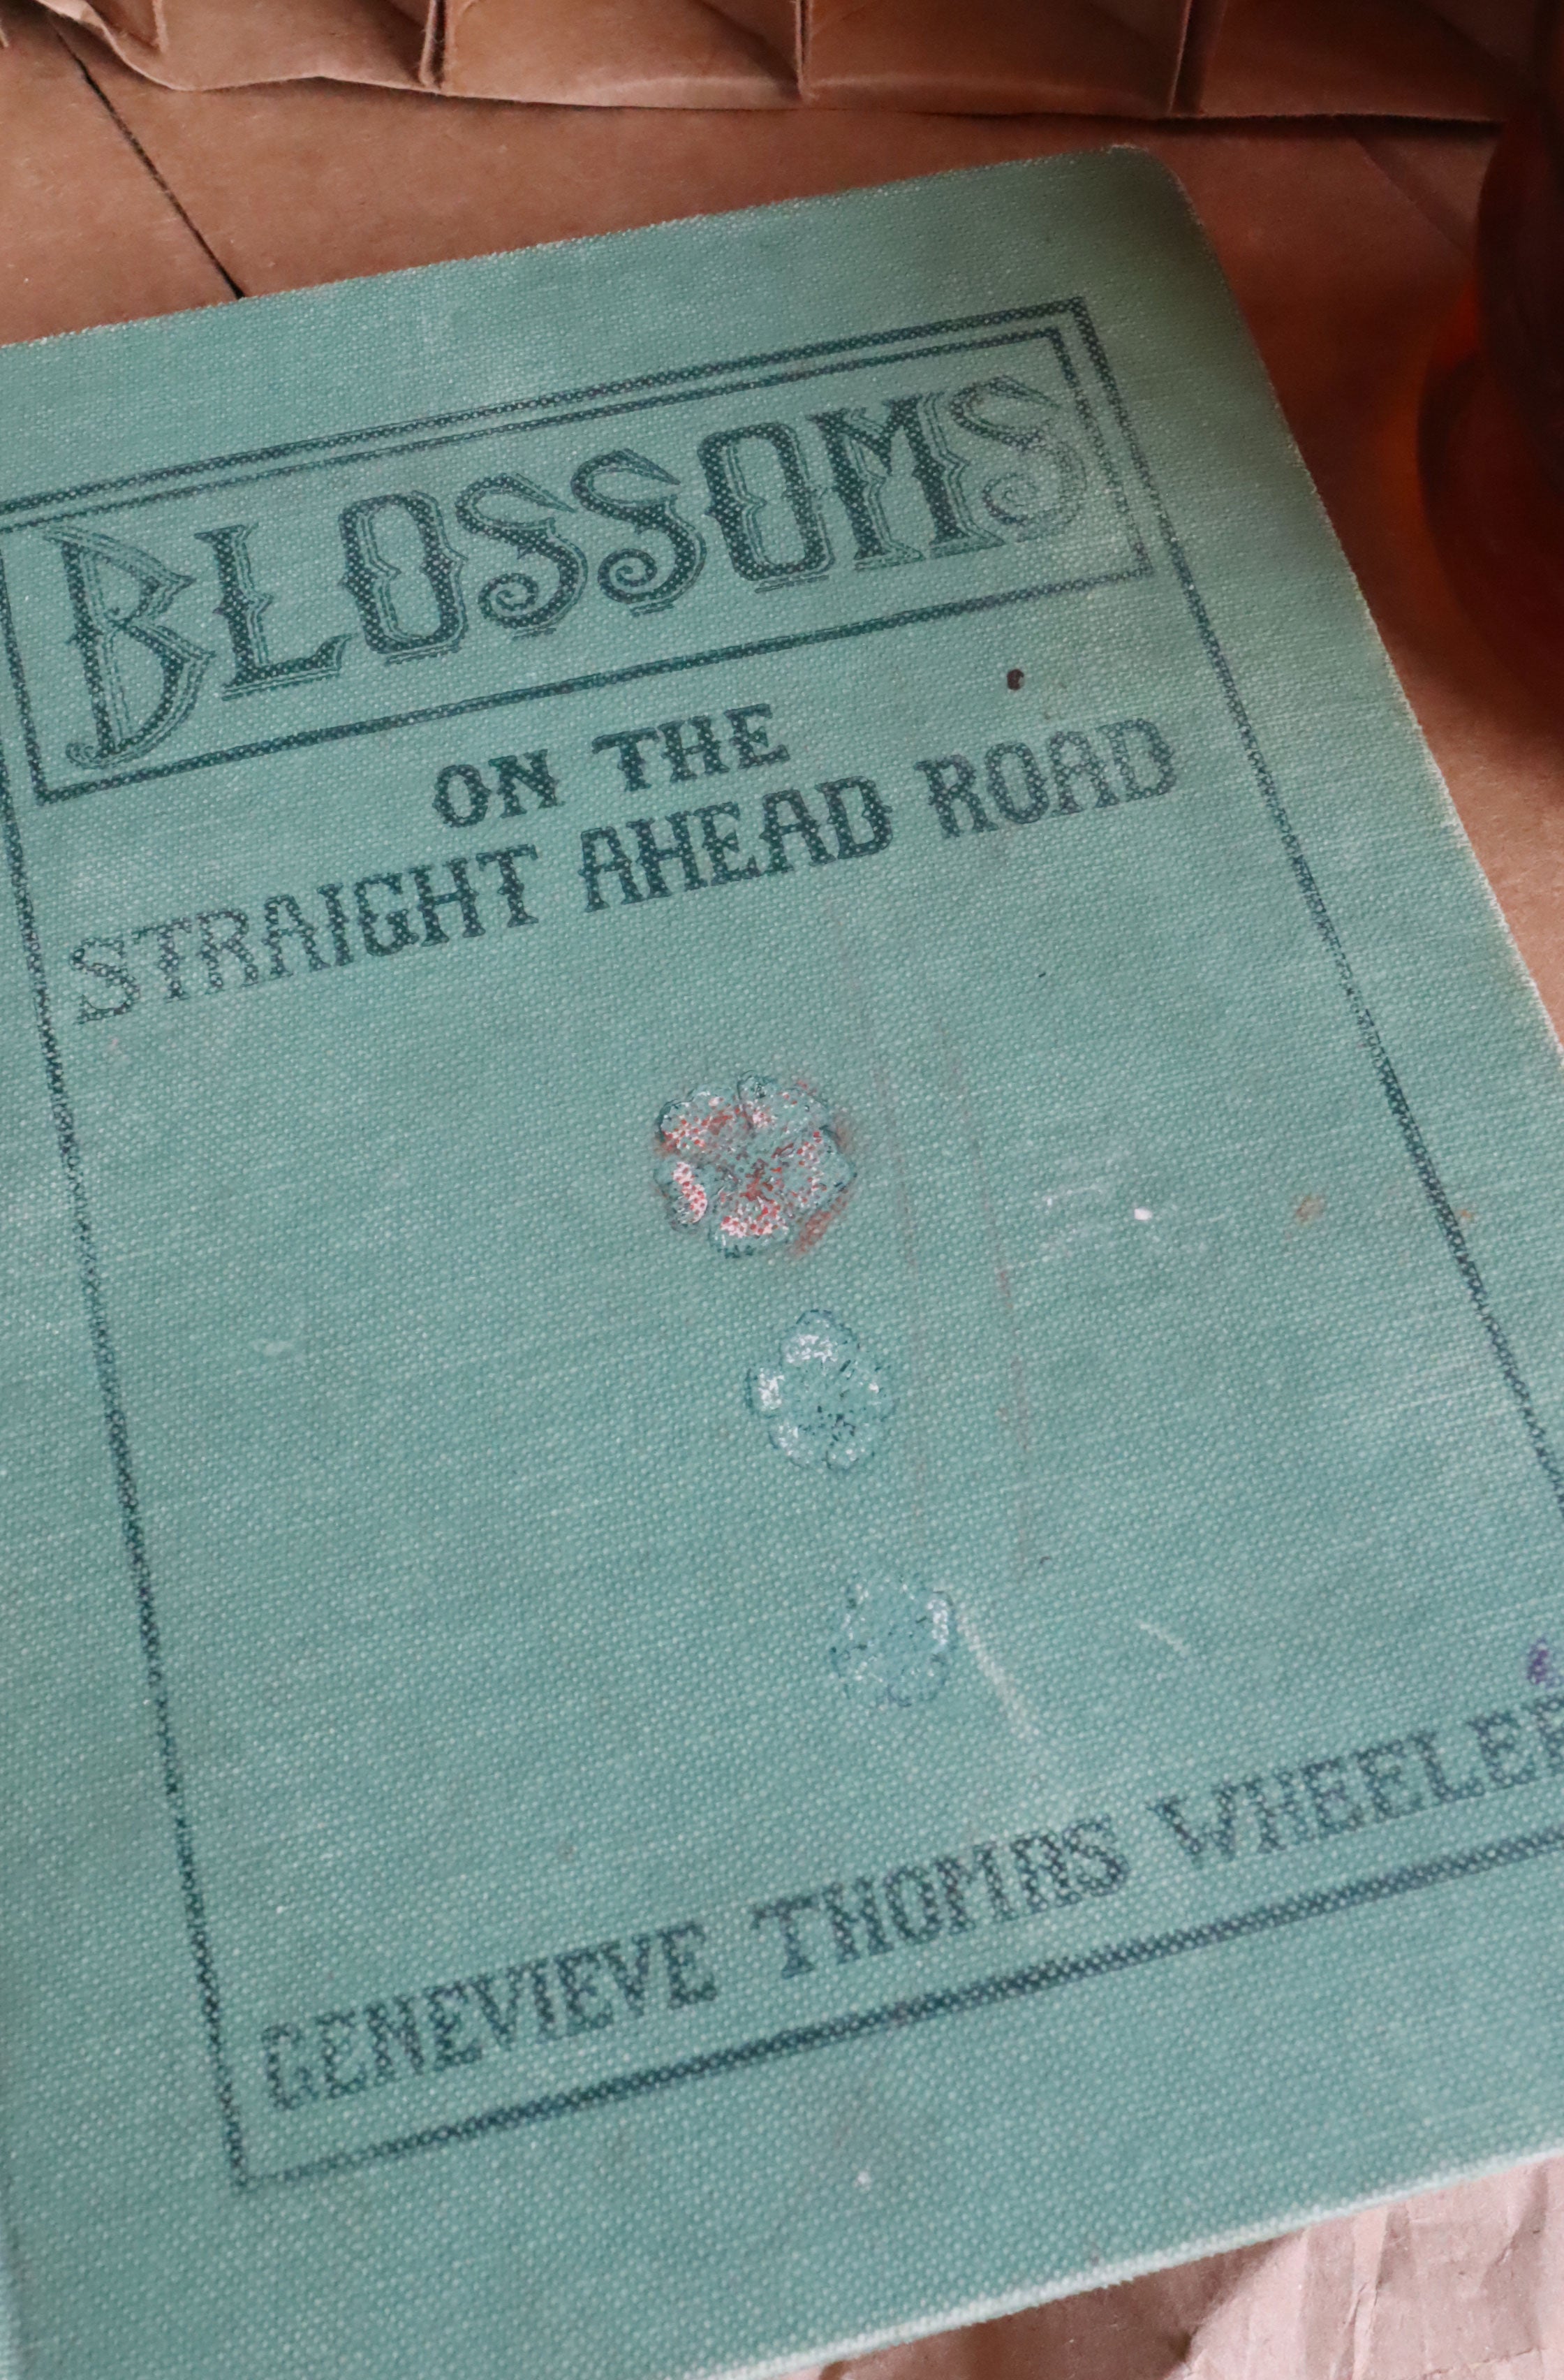 BLOSSOMS
ON THE
STRAIGHT AHEAD ROAD
GENEVIEVE THOMAS WHEELER